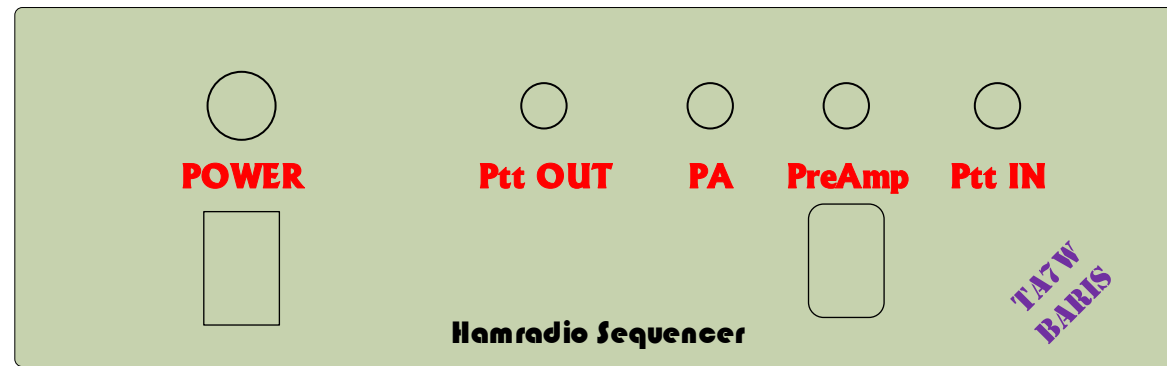 POWER
Ptt OUT
PA
PreAmp
Ptt IN
TA7W
BARIS
Hamradio Sequencer